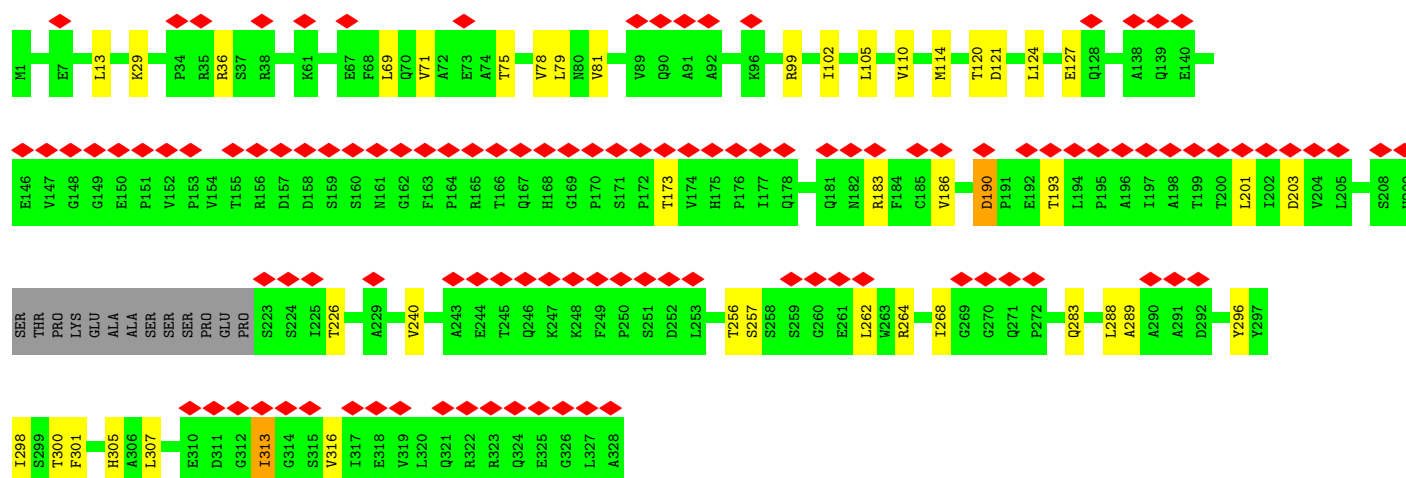 M1 E7 L13 K29 P34 R35 R36 S37 R38 K61 E67 F68 L69 Q70 V71 A72 E73 A74 T75 V78 L79 N80 V81 V89 Q90 A91 A92 K96 R99 I102 L105 V110 M114 T120 D121 L124 E127 Q128 A138 Q139 E140
E146 V147 G148 G149 E150 P151 V152 P153 V154 T155 R156 D157 D158 S159 S160 N161 G162 F163 P164 R165 T166 Q167 H168 G169 P170 S171 P172 T173 V174 H175 P176 I177 Q178 Q181 N182 R183 F184 C185 V186 D190 P191 E192 T193 L194 P195 A196 I197 A198 T199 T200 L201 I202 D203 V204 L205 S208
SER THR PRO LYS GLU ALA ALA SER SER SER PRO GLU PRO S223 S224 I225 T226 A229 V240 A243 E244 T245 Q246 K247 K248 F249 P250 S251 D252 L253 T256 S257 S258 S259 G260 E261 L262 W263 R264 I268 G269 G270 Q271 P272 Q283 L288 A289 A290 A291 D292 Y296 Y297
I298 S299 T300 F301 H305 A306 L307 E310 D311 G312 I313 G314 S315 V316 I317 E318 V319 L320 Q321 R322 R323 Q324 E325 G326 L327 A328